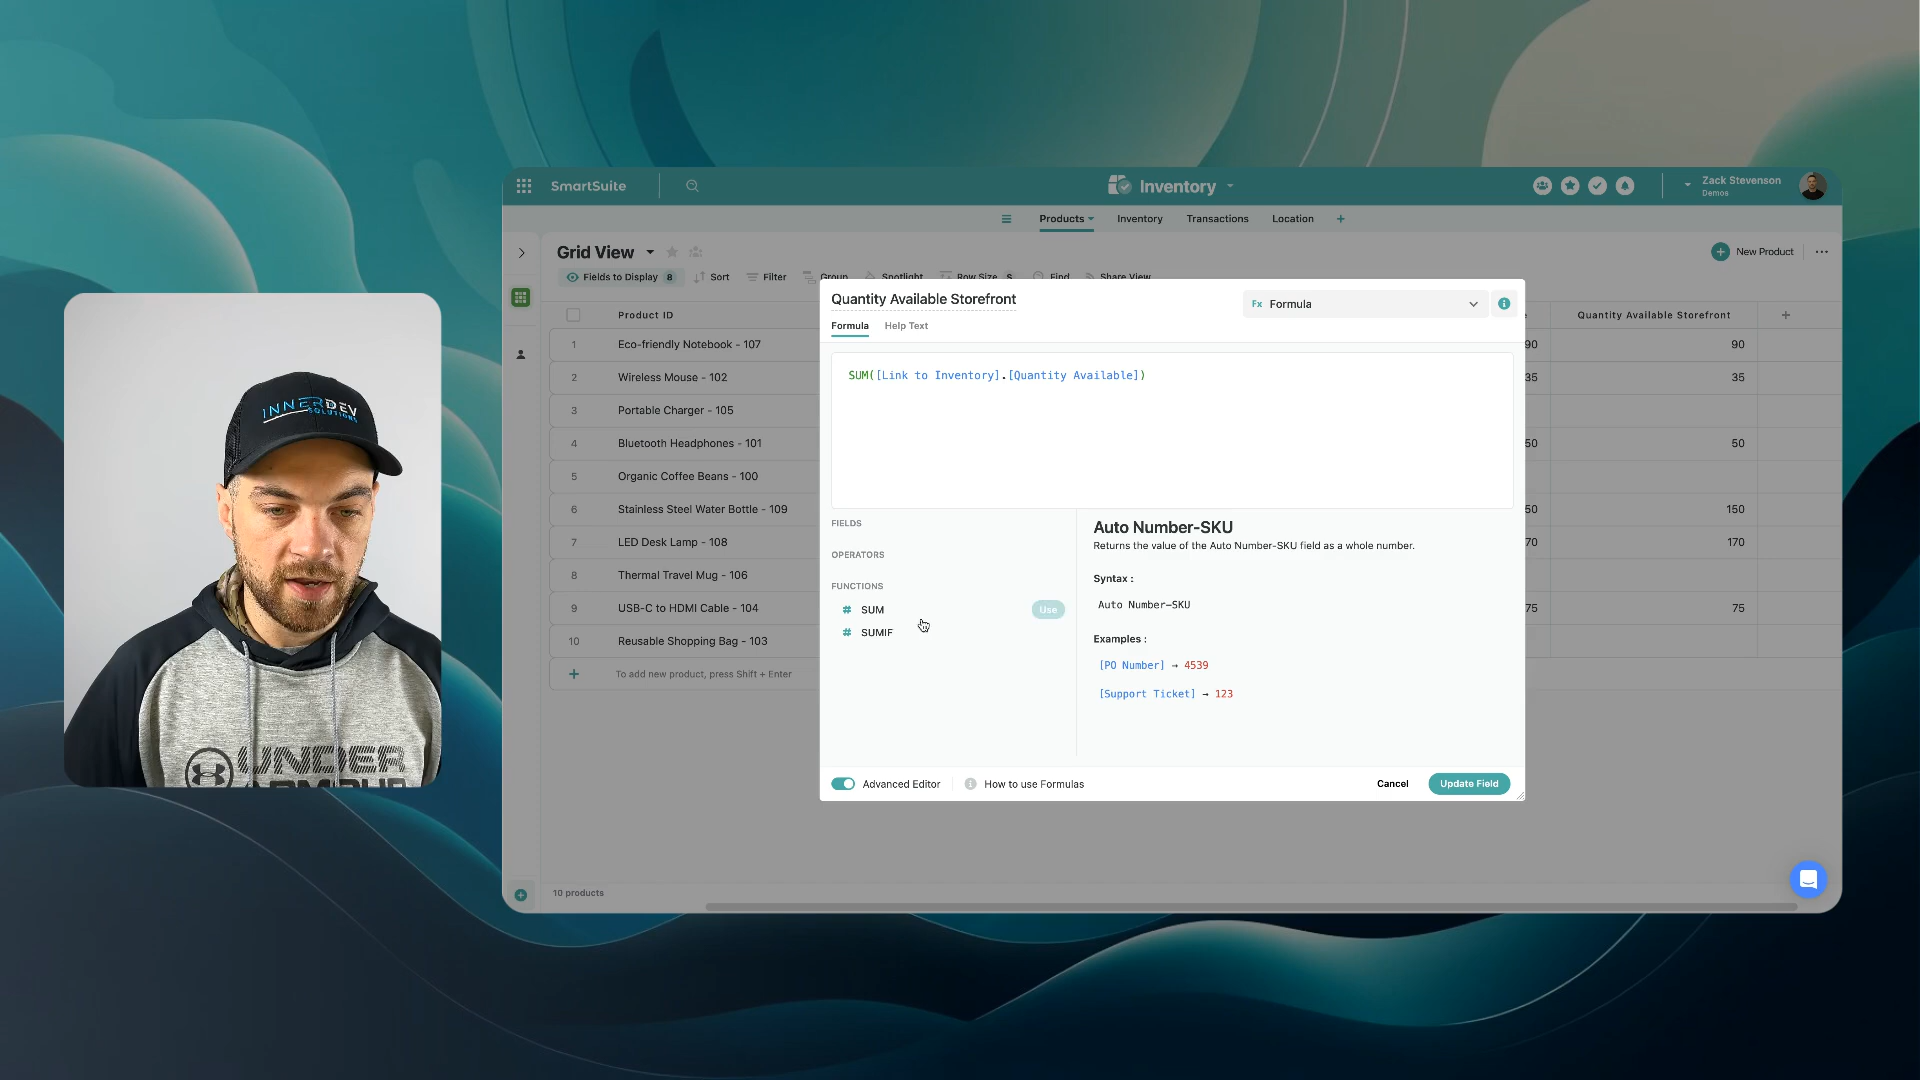 SmartSuite
Inventory
Zack Stevenson
Demos
Products
Inventory
Transactions
Location
Grid View
New Product
Fields to Display 8
Sort
Filter
Group
Spotlight
Row Size S
Find
Share View
Product ID
Quantity Available Storefront
1 Eco-friendly Notebook - 107 90 90
2 Wireless Mouse - 102 35 35
3 Portable Charger - 105
4 Bluetooth Headphones - 101 50 50
5 Organic Coffee Beans - 100
6 Stainless Steel Water Bottle - 109 50 150
7 LED Desk Lamp - 108 70 170
8 Thermal Travel Mug - 106
9 USB-C to HDMI Cable - 104 75 75
10 Reusable Shopping Bag - 103
To add new product, press Shift + Enter
10 products
Quantity Available Storefront
Fx Formula
Formula
Help Text
SUM([Link to Inventory].[Quantity Available])
FIELDS
OPERATORS
FUNCTIONS
# SUM
Use
# SUMIF
Auto Number-SKU
Returns the value of the Auto Number-SKU field as a whole number.
Syntax :
Auto Number-SKU
Examples :
[PO Number] → 4539
[Support Ticket] → 123
Advanced Editor
How to use Formulas
Cancel
Update Field
INNERDEV
SOLUTIONS
UNDER
ARMOUR